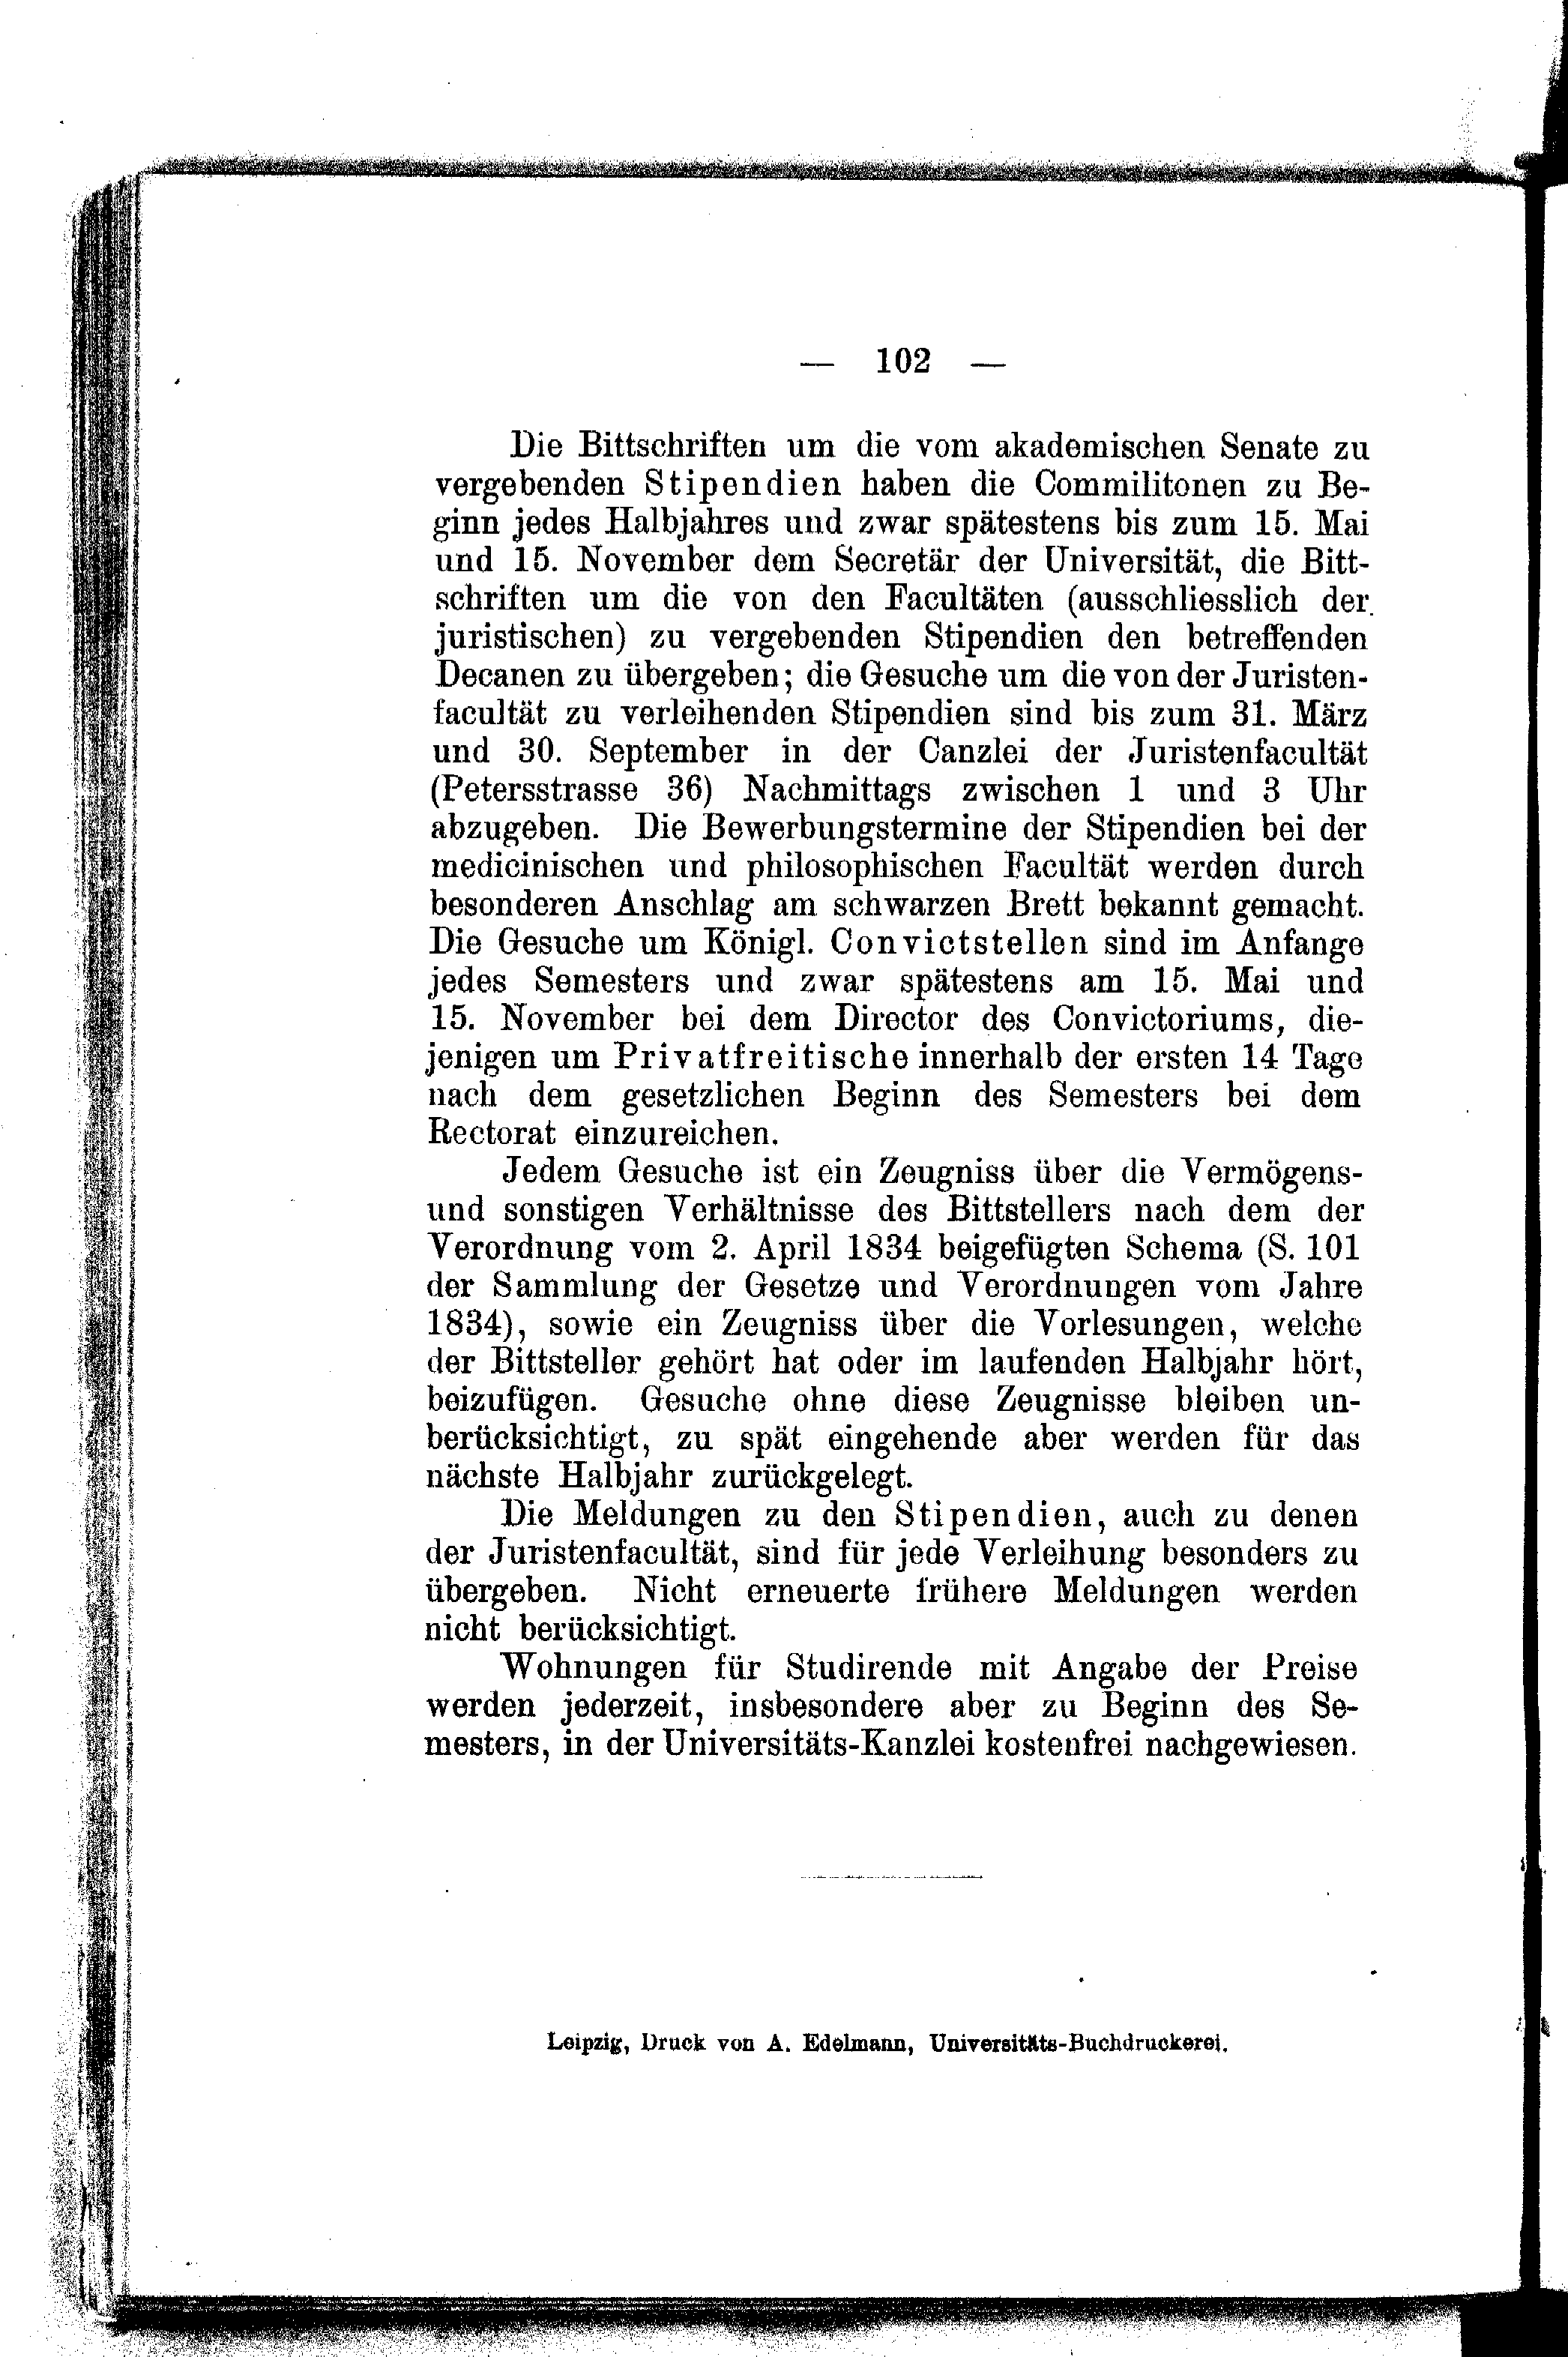 — 102 —
Die Bittschriften um die vom akademischen Senate zu
vergebenden Stipendien haben die Commilitonen zu Be-
ginn jedes Halbjahres und zwar spätestens bis zum 15. Mai
und 15. November dem Secretär der Universität, die Bitt-
schriften um die von den Facultäten (ausschliesslich der
juristischen) zu vergebenden Stipendien den betreffenden
Decanen zu übergeben; die Gesuche um die von der Juristen-
facultät zu verleihenden Stipendien sind bis zum 31. März
und 30. September in der Canzlei der Juristenfacultät
(Petersstrasse 36) Nachmittags zwischen 1 und 3 Uhr
abzugeben. Die Bewerbungstermine der Stipendien bei der
medicinischen und philosophischen Facultät werden durch
besonderen Anschlag am schwarzen Brett bekannt gemacht.
Die Gesuche um Königl. Convictstellen sind im Anfange
jedes Semesters und zwar spätestens am 15. Mai und
15. November bei dem Director des Convictoriums, die-
jenigen um Privatfreitische innerhalb der ersten 14 Tage
nach dem gesetzlichen Beginn des Semesters bei dem
Rectorat einzureichen.
Jedem Gesuche ist ein Zeugniss über die Vermögens-
und sonstigen Verhältnisse des Bittstellers nach dem der
Verordnung vom 2. April 1834 beigefügten Schema (S. 101
der Sammlung der Gesetze und Verordnungen vom Jahre
1834), sowie ein Zeugniss über die Vorlesungen, welche
der Bittsteller gehört hat oder im laufenden Halbjahr hört,
beizufügen. Gesuche ohne diese Zeugnisse bleiben un-
berücksichtigt, zu spät eingehende aber werden für das
nächste Halbjahr zurückgelegt.
Die Meldungen zu den Stipendien, auch zu denen
der Juristenfacultät, sind für jede Verleihung besonders zu
übergeben. Nicht erneuerte frühere Meldungen werden
nicht berücksichtigt.
Wohnungen für Studirende mit Angabe der Preise
werden jederzeit, insbesondere aber zu Beginn des Se-
mesters, in der Universitäts-Kanzlei kostenfrei nachgewiesen.
Leipzig, Druck von A. Edelmann, Universitäts-Buchdruckerei.